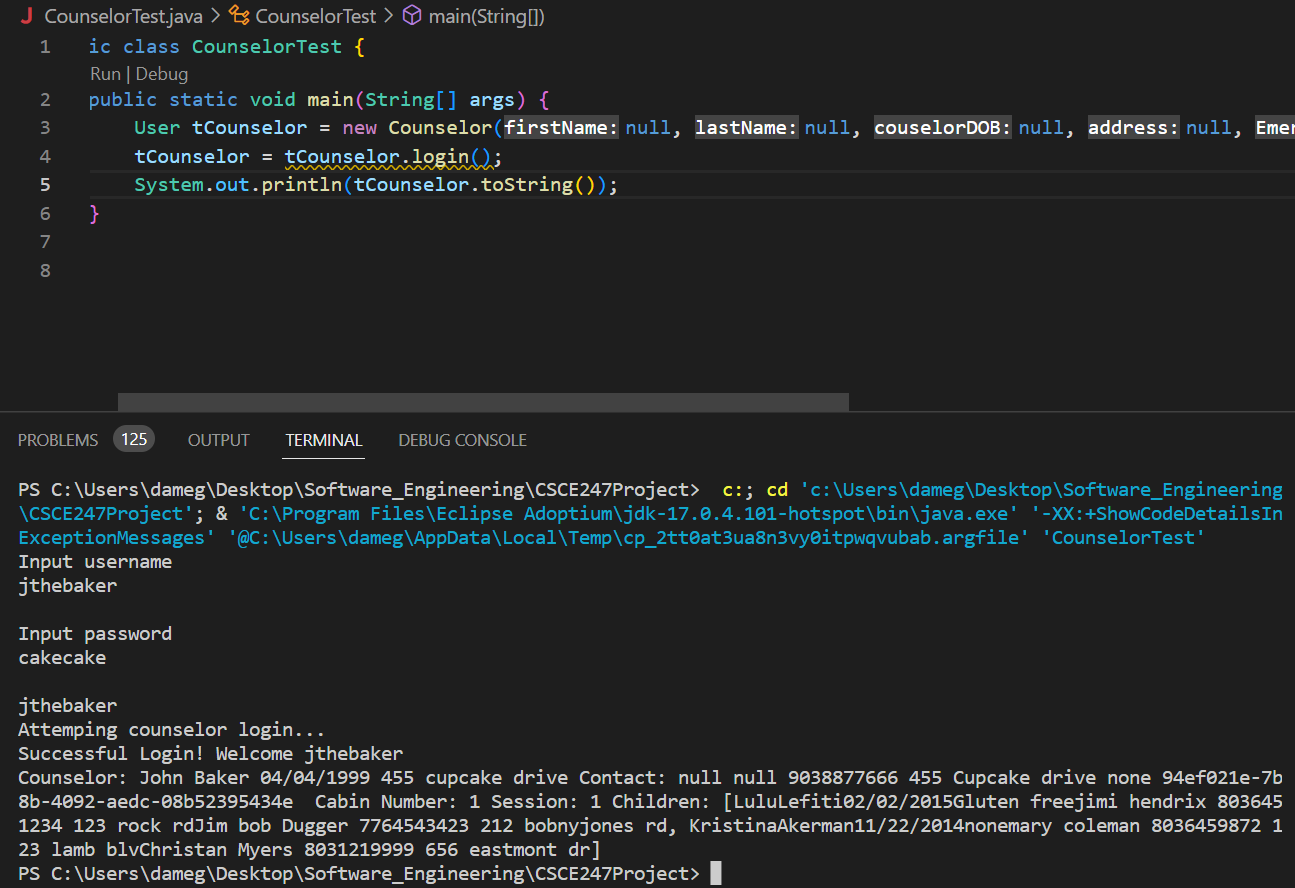 J CounselorTest.java > CounselorTest > main(String[])
1 ic class CounselorTest {
Run | Debug
2 public static void main(String[] args) {
3 User tCounselor = new Counselor(firstName:null, lastName:null, couselorDOB:null, address:null, Emer
4 tCounselor = tCounselor.login();
5 System.out.println(tCounselor.toString());
6 }
7
8
PROBLEMS 125 OUTPUT TERMINAL DEBUG CONSOLE
PS C:\Users\dameg\Desktop\Software_Engineering\CSCE247Project> c:; cd 'c:\Users\dameg\Desktop\Software_Engineering
\CSCE247Project'; & 'C:\Program Files\Eclipse Adoptium\jdk-17.0.4.101-hotspot\bin\java.exe' '-XX:+ShowCodeDetailsIn
ExceptionMessages' '@C:\Users\dameg\AppData\Local\Temp\cp_2tt0at3ua8n3vy0itpwqvubab.argfile' 'CounselorTest'
Input username
jthebaker
Input password
cakecake
jthebaker
Attemping counselor login...
Successful Login! Welcome jthebaker
Counselor: John Baker 04/04/1999 455 cupcake drive Contact: null null 9038877666 455 Cupcake drive none 94ef021e-7b
8b-4092-aedc-08b52395434e  Cabin Number: 1 Session: 1 Children: [LuluLefiti02/02/2015Gluten freejimi hendrix 803645
1234 123 rock rdJim bob Dugger 7764543423 212 bobnyjones rd, KristinaAkerman11/22/2014nonemary coleman 8036459872 1
23 lamb blvChristan Myers 8031219999 656 eastmont dr]
PS C:\Users\dameg\Desktop\Software_Engineering\CSCE247Project>